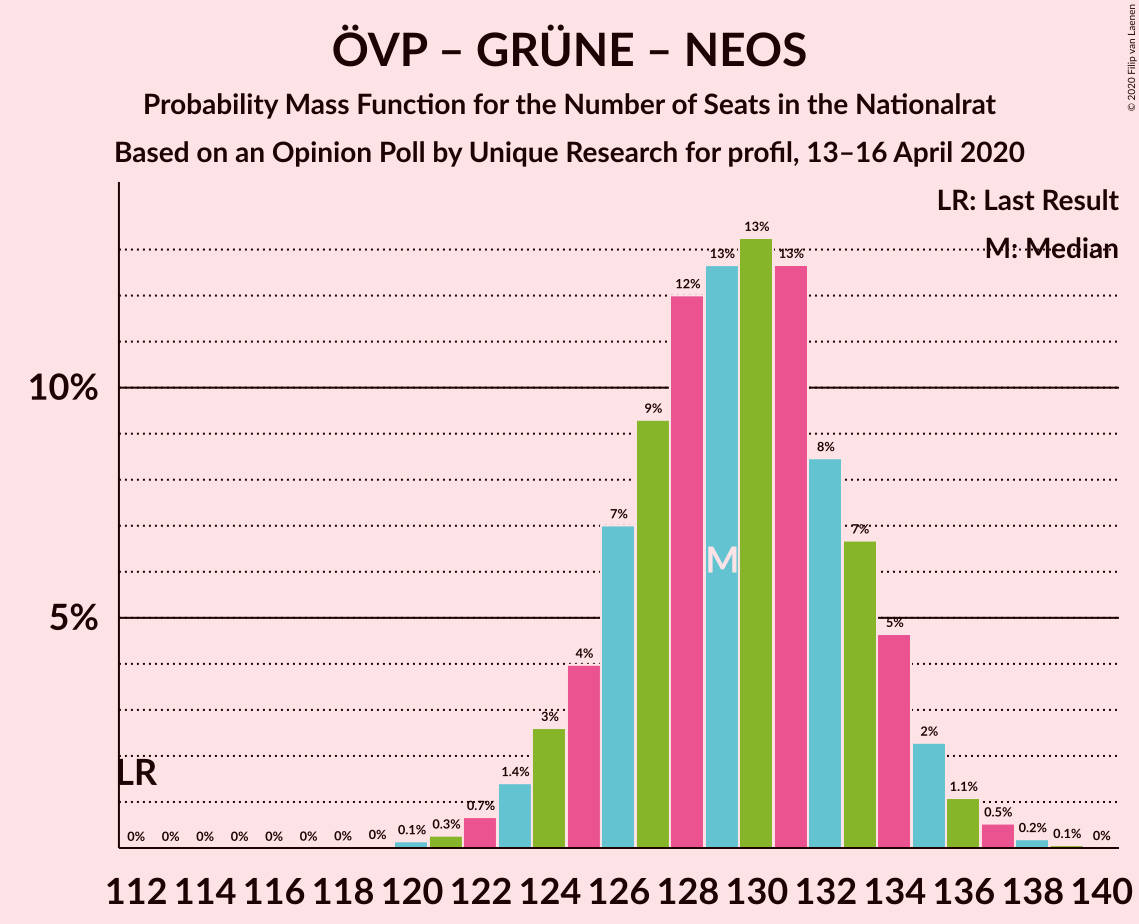 ÖVP – GRÜNE – NEOS
Probability Mass Function for the Number of Seats in the Nationalrat
Based on an Opinion Poll by Unique Research for profil, 13–16 April 2020
© 2020 Filip van Laenen
LR: Last Result
M: Median
10%
5%
LR
M
0% 0% 0% 0% 0% 0% 0% 0% 0.1% 0.3% 0.7% 1.4% 3% 4% 7% 9% 12% 13% 13% 13% 8% 7% 5% 2% 1.1% 0.5% 0.2% 0.1% 0%
112 114 116 118 120 122 124 126 128 130 132 134 136 138 140